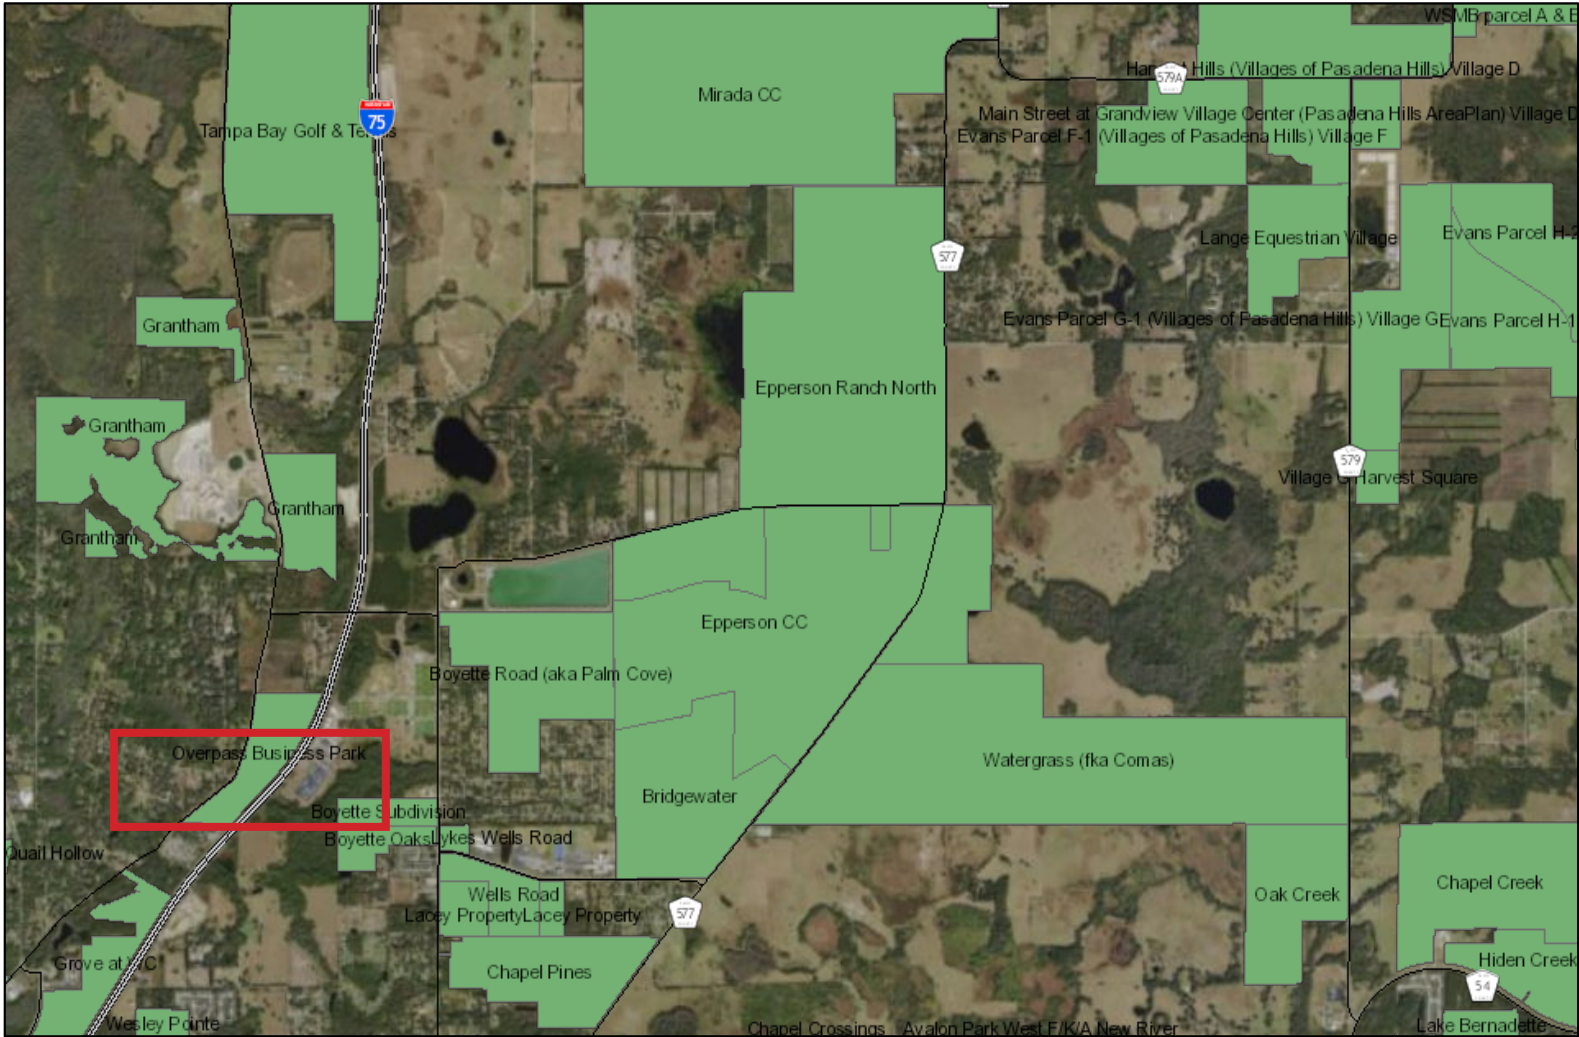 WSMB parcel A & B
Hills (Villages of Pasadena Hills) Village D
579A
Mirada CC
Main Street at Grandview Village Center (Pasadena Hills AreaPlan) Village D
75
Tampa Bay Golf & Tennis
Evans Parcel F-1 (Villages of Pasadena Hills) Village F
Lange Equestrian Village
Evans Parcel H-2
577
Grantham
Evans Parcel G-1 (Villages of Pasadena Hills) Village G
Evans Parcel H-1
Epperson Ranch North
Grantham
579
Village G Harvest Square
Grantham
Grantham
Epperson CC
Boyette Road (aka Palm Cove)
Overpass Business Park
Watergrass (fka Comas)
Bridgewater
Boyette Subdivision
Boyette Oaks
Lykes Wells Road
Quail Hollow
Wells Road
Oak Creek
Chapel Creek
Lacey Property
Lacey Property
577
Grove at WC
Chapel Pines
Hiden Creek
54
Wesley Pointe
Chapel Crossings
Avalon Park West F/K/A New River
Lake Bernadette